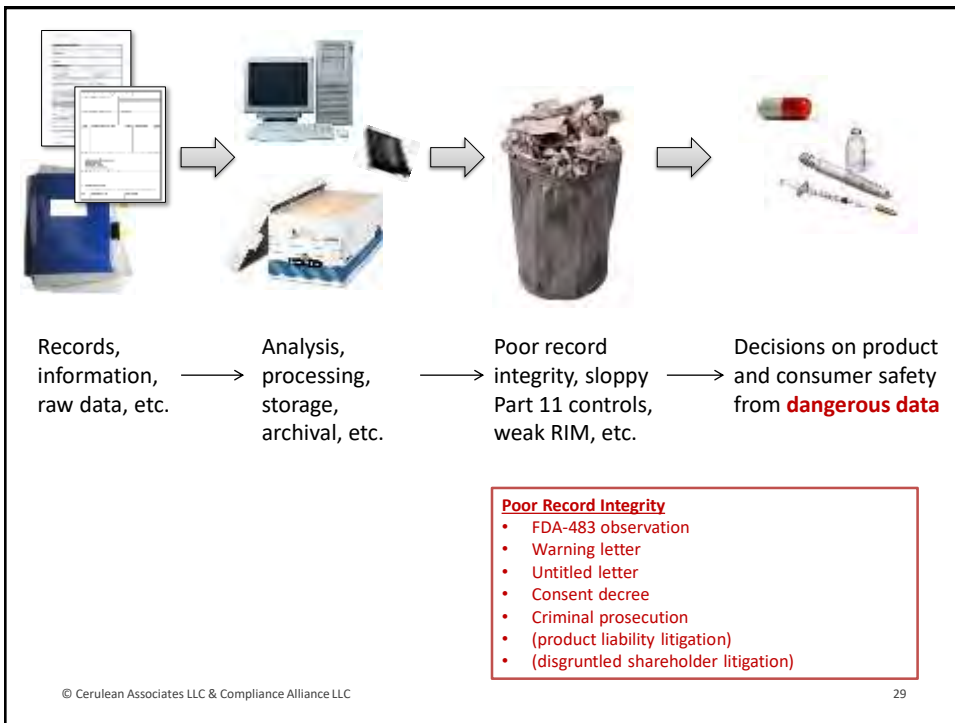 Records,
information,
raw data, etc.
Analysis,
processing,
storage,
archival, etc.
Poor record
integrity, sloppy
Part 11 controls,
weak RIM, etc.
Decisions on product
and consumer safety
from dangerous data
Poor Record Integrity
• FDA-483 observation
• Warning letter
• Untitled letter
• Consent decree
• Criminal prosecution
• (product liability litigation)
• (disgruntled shareholder litigation)
© Cerulean Associates LLC & Compliance Alliance LLC
29